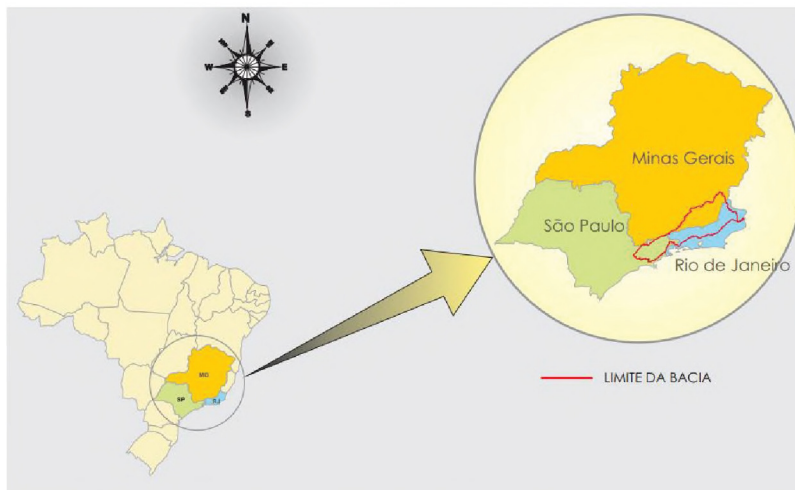 N
W
E
S
Minas Gerais
São Paulo
Rio de Janeiro
MG
SP
RJ
LIMITE DA BACIA